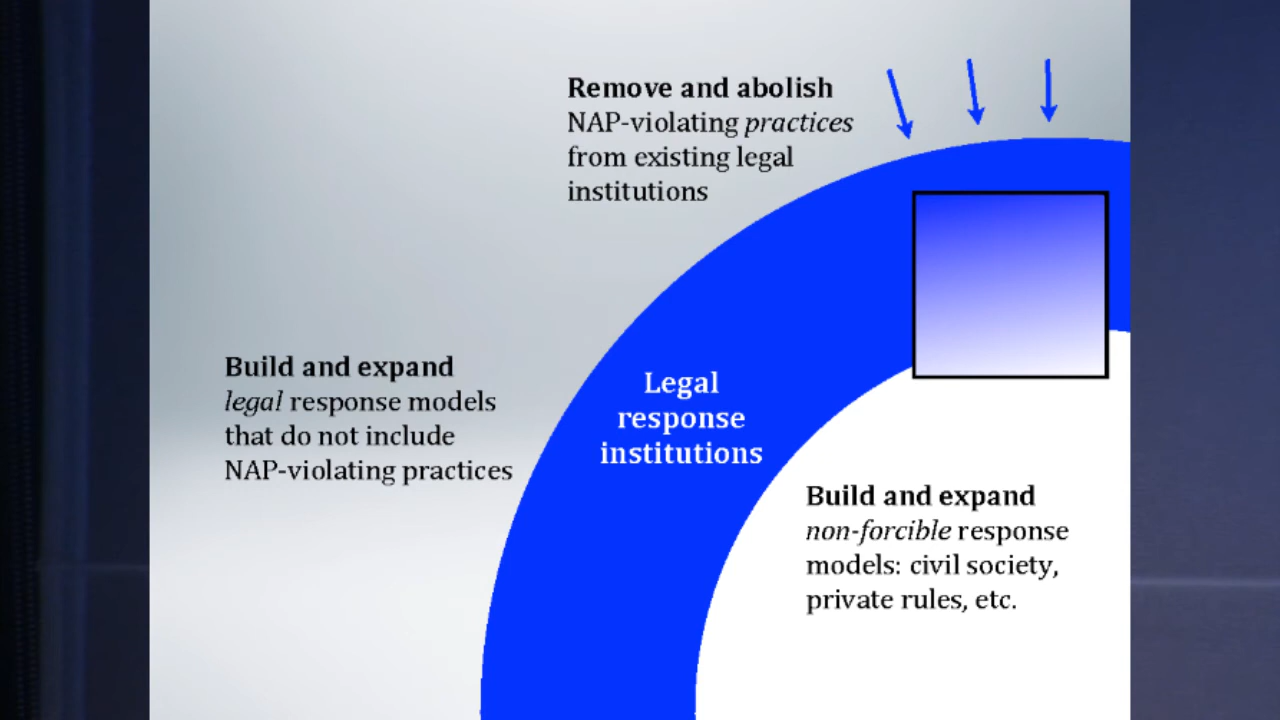 Remove and abolish
NAP-violating practices
from existing legal
institutions
Build and expand
legal response models
that do not include
NAP-violating practices
Legal
response
institutions
Build and expand
non-forcible response
models: civil society,
private rules, etc.